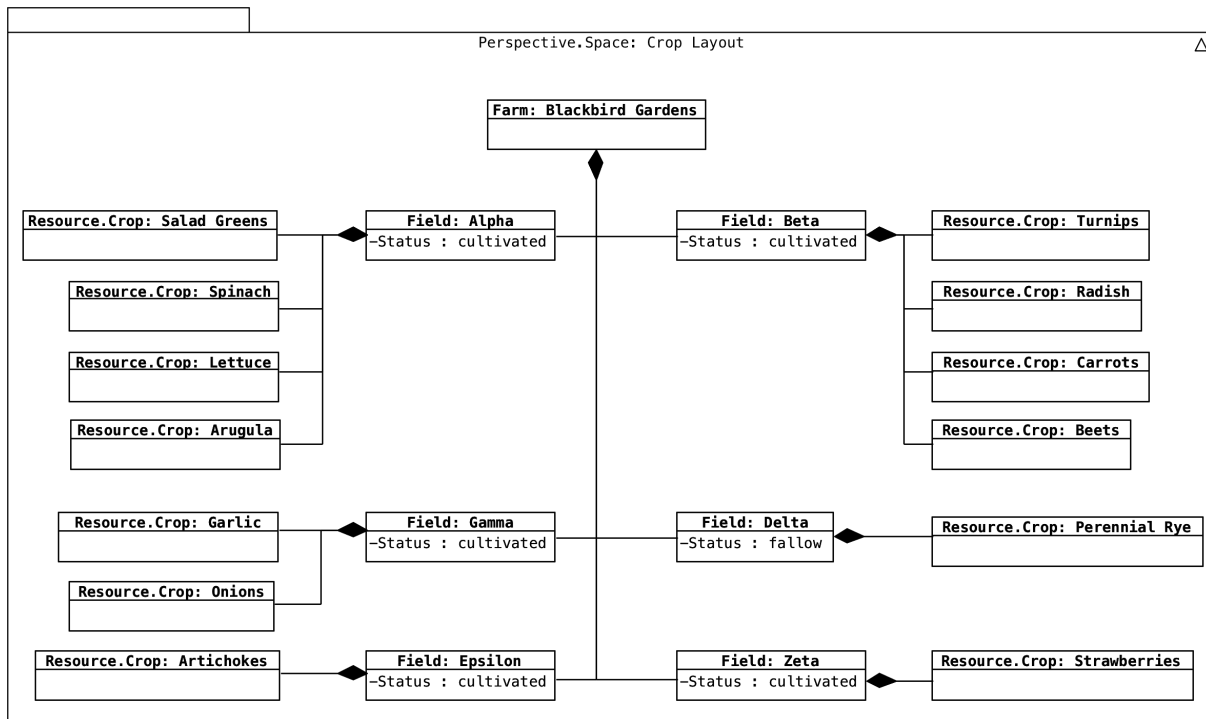 Perspective.Space: Crop Layout
Farm: Blackbird Gardens
Resource.Crop: Salad Greens
Field: Alpha
−Status : cultivated
Field: Beta
−Status : cultivated
Resource.Crop: Turnips
Resource.Crop: Spinach
Resource.Crop: Radish
Resource.Crop: Lettuce
Resource.Crop: Carrots
Resource.Crop: Arugula
Resource.Crop: Beets
Resource.Crop: Garlic
Field: Gamma
−Status : cultivated
Field: Delta
−Status : fallow
Resource.Crop: Perennial Rye
Resource.Crop: Onions
Resource.Crop: Artichokes
Field: Epsilon
−Status : cultivated
Field: Zeta
−Status : cultivated
Resource.Crop: Strawberries